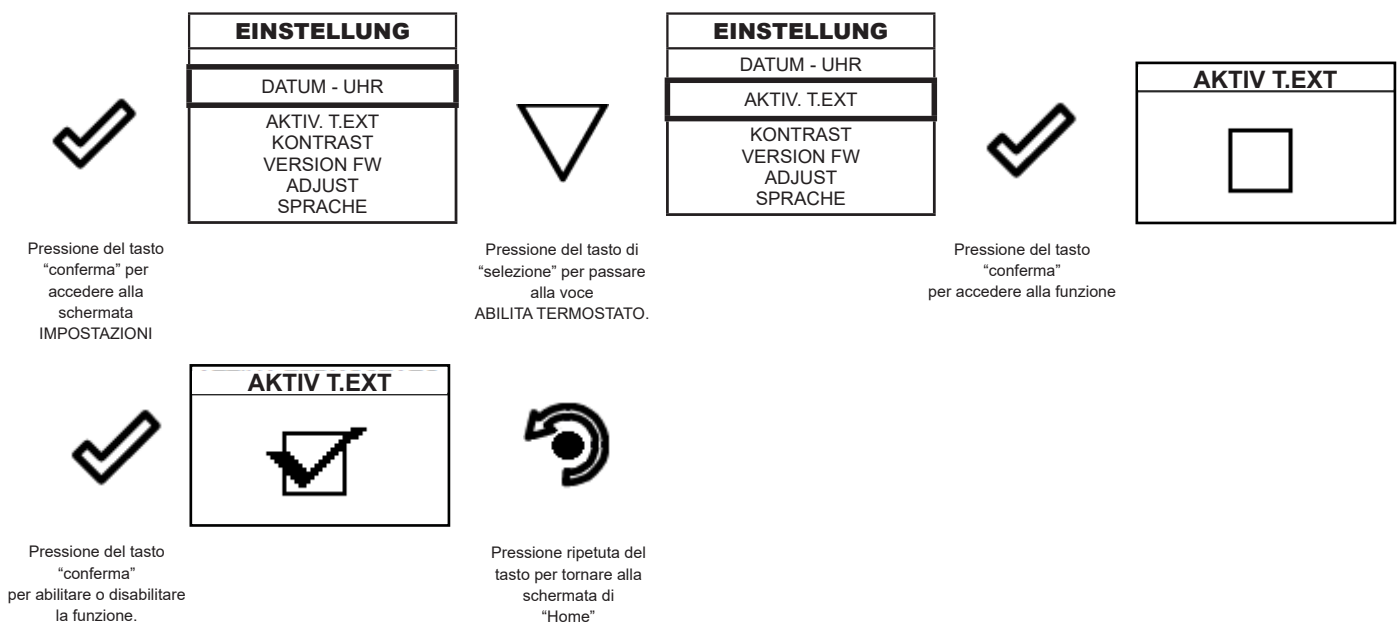 EINSTELLUNG
DATUM - UHR
AKTIV. T.EXT
KONTRAST
VERSION FW
ADJUST
SPRACHE
EINSTELLUNG
DATUM - UHR
AKTIV. T.EXT
KONTRAST
VERSION FW
ADJUST
SPRACHE
AKTIV T.EXT
Pressione del tasto
“conferma” per
accedere alla
schermata
IMPOSTAZIONI
Pressione del tasto di
“selezione” per passare
alla voce
ABILITA TERMOSTATO.
Pressione del tasto
“conferma”
per accedere alla funzione
AKTIV T.EXT
Pressione del tasto
“conferma”
per abilitare o disabilitare
la funzione.
Pressione ripetuta del
tasto per tornare alla
schermata di
“Home”